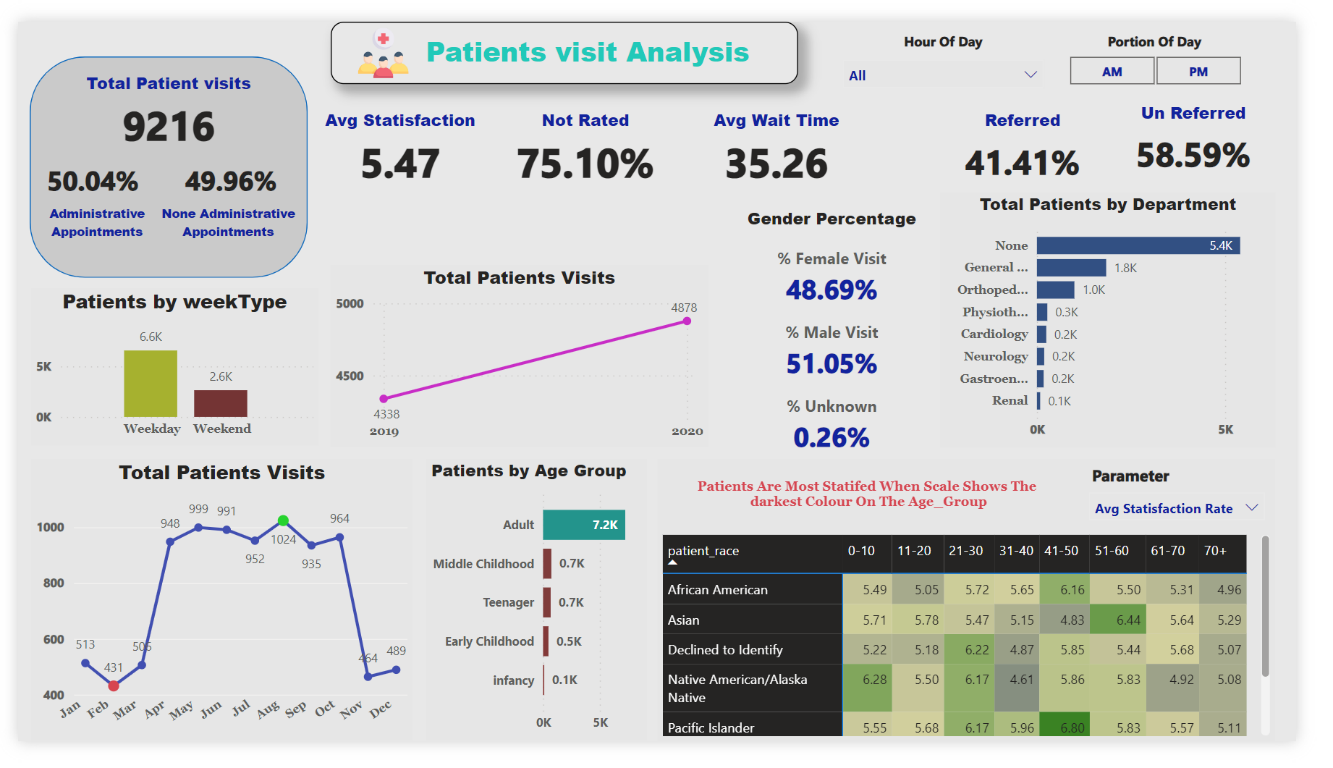 Patients visit Analysis
Hour Of Day
All
Portion Of Day
AM PM
Total Patient visits
9216
50.04% 49.96%
Administrative Appointments
None Administrative Appointments
Avg Statisfaction
5.47
Not Rated
75.10%
Avg Wait Time
35.26
Referred
41.41%
Un Referred
58.59%
Patients by weekType
5K
0K
6.6K
2.6K
Weekday Weekend
Total Patients Visits
5000
4500
4338
4878
2019 2020
Gender Percentage
% Female Visit
48.69%
% Male Visit
51.05%
% Unknown
0.26%
Total Patients by Department
None 5.4K
General ... 1.8K
Orthoped... 1.0K
Physioth... 0.3K
Cardiology 0.2K
Neurology 0.2K
Gastroen... 0.2K
Renal 0.1K
0K 5K
Total Patients Visits
1000
800
600
400
513
431
505
948
999
991
952
1024
935
964
464
489
Jan Feb Mar Apr May Jun Jul Aug Sep Oct Nov Dec
Patients by Age Group
Adult 7.2K
Middle Childhood 0.7K
Teenager 0.7K
Early Childhood 0.5K
infancy 0.1K
0K 5K
Patients Are Most Statifed When Scale Shows The
darkest Colour On The Age_Group
Parameter
Avg Statisfaction Rate
patient_race 0-10 11-20 21-30 31-40 41-50 51-60 61-70 70+
African American 5.49 5.05 5.72 5.65 6.16 5.50 5.31 4.96
Asian 5.71 5.78 5.47 5.15 4.83 6.44 5.64 5.29
Declined to Identify 5.22 5.18 6.22 4.87 5.85 5.44 5.68 5.07
Native American/Alaska Native 6.28 5.50 6.17 4.61 5.86 5.83 4.92 5.08
Pacific Islander 5.55 5.68 6.17 5.96 6.80 5.83 5.57 5.11